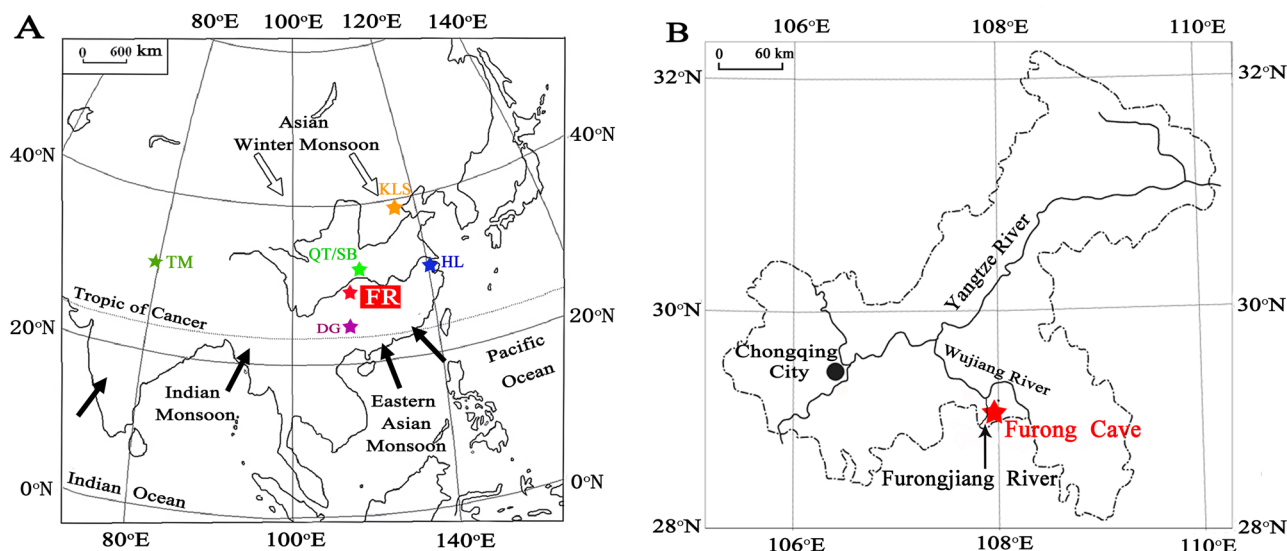 A
80°E
100°E
120°E
140°E
0 600 km
Asian
Winter Monsoon
40°N
40°N
KLS
TM
QT/SB
HL
FR
DG
Tropic of Cancer
20°N
20°N
Pacific
Ocean
Indian
Monsoon
Eastern
Asian
Monsoon
Indian Ocean
0°N
0°N
80°E
100°E
120°E
140°E
B
106°E
108°E
110°E
0 60 km
32°N
32°N
Yangtze River
30°N
30°N
Chongqing
City
Wujiang River
Furong Cave
Furongjiang River
28°N
28°N
106°E
108°E
110°E